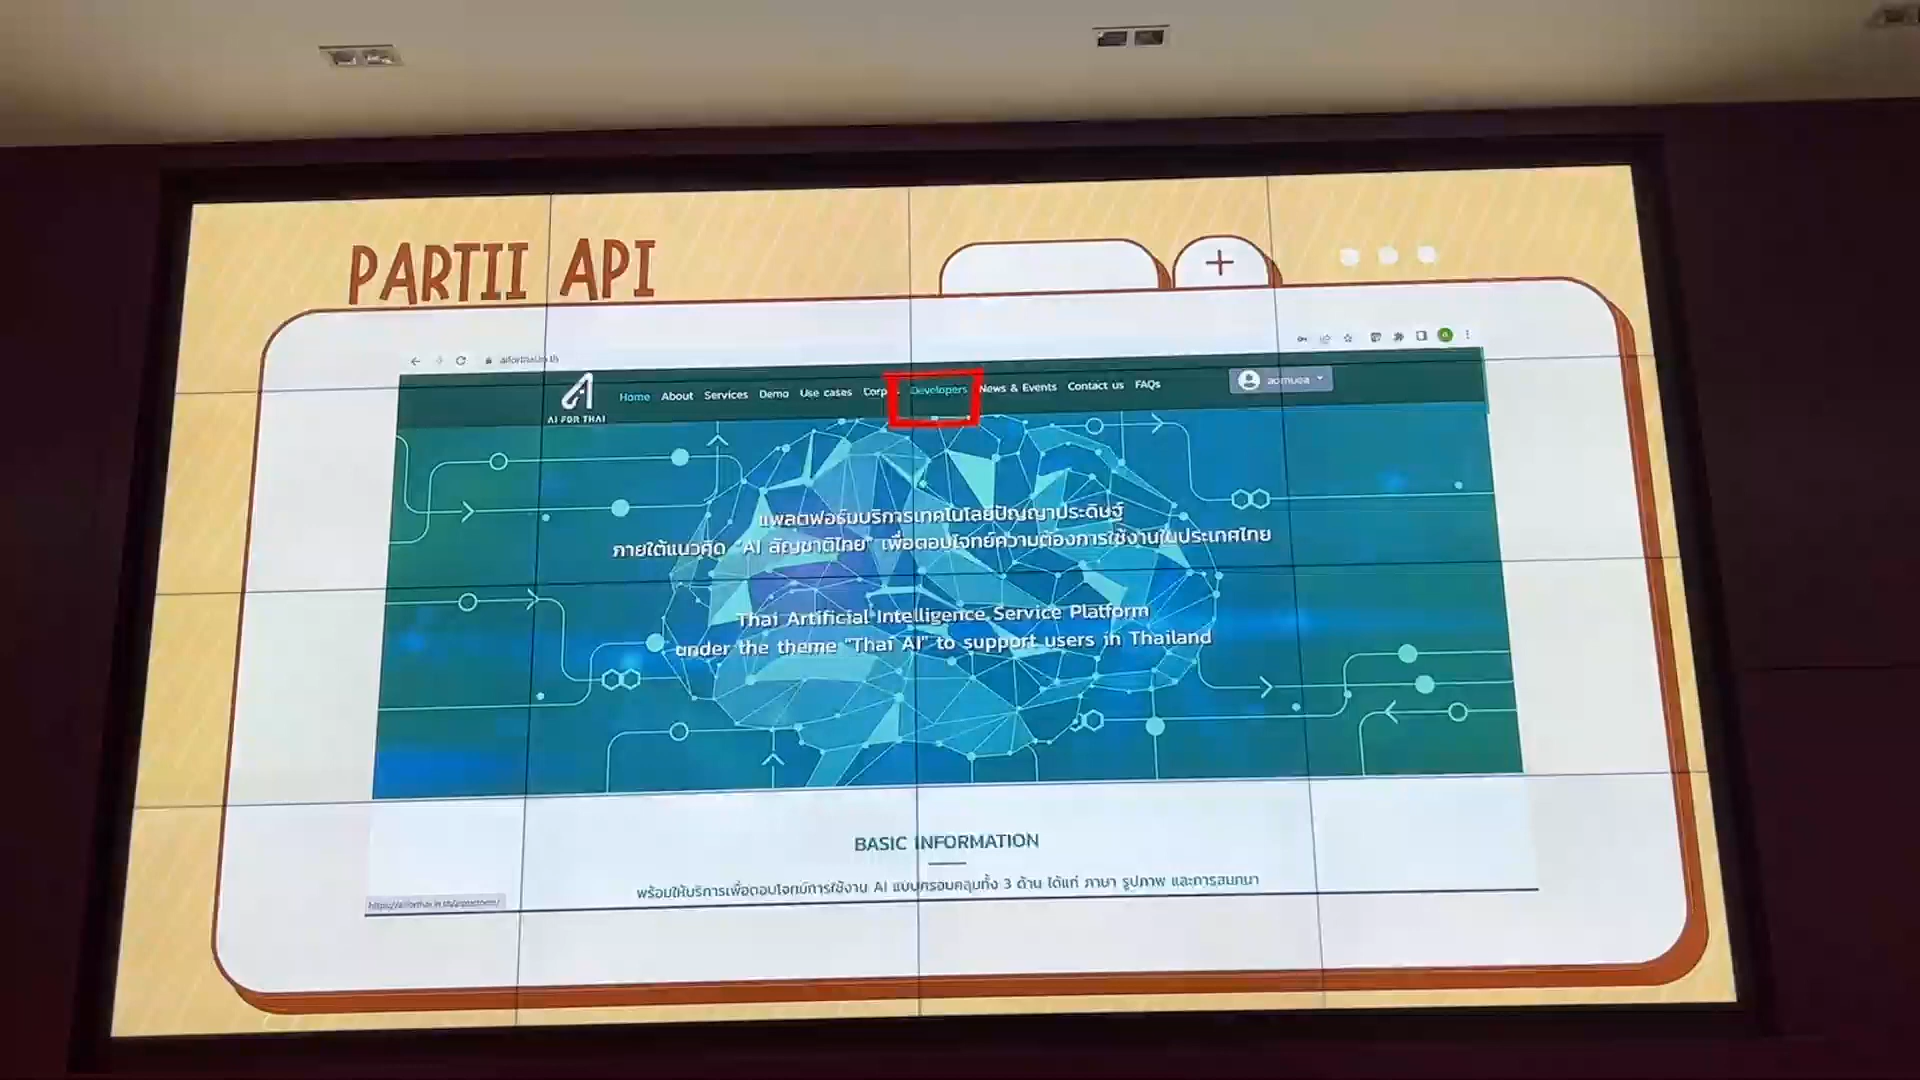 PARTII API
+
aiforthai.in.th
AI FOR THAI
Home About Services Demo Use cases Developers News & Events Contact us FAQs
แพลตฟอร์มบริการเทคโนโลยีปัญญาประดิษฐ์
ภายใต้แนวคิด "AI สัญชาติไทย" เพื่อตอบโจทย์ความต้องการใช้งานในประเทศไทย
Thai Artificial Intelligence Service Platform
under the theme "Thai AI" to support users in Thailand
BASIC INFORMATION
พร้อมให้บริการเพื่อตอบโจทย์การใช้งาน AI แบบครอบคลุมทั้ง 3 ด้าน ได้แก่ ภาษา รูปภาพ และการสนทนา